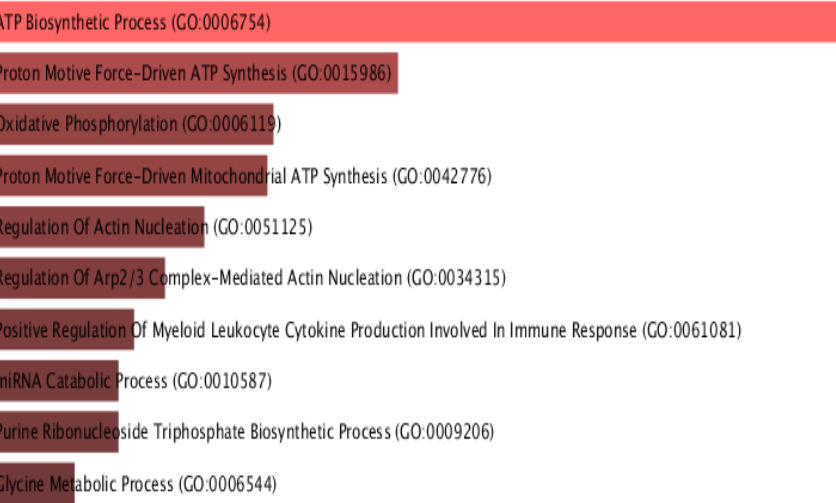 ATP Biosynthetic Process (GO:0006754)
Proton Motive Force-Driven ATP Synthesis (GO:0015986)
Oxidative Phosphorylation (GO:0006119)
Proton Motive Force-Driven Mitochondrial ATP Synthesis (GO:0042776)
Regulation Of Actin Nucleation (GO:0051125)
Regulation Of Arp2/3 Complex-Mediated Actin Nucleation (GO:0034315)
Positive Regulation Of Myeloid Leukocyte Cytokine Production Involved In Immune Response (GO:0061081)
miRNA Catabolic Process (GO:0010587)
Purine Ribonucleoside Triphosphate Biosynthetic Process (GO:0009206)
Glycine Metabolic Process (GO:0006544)